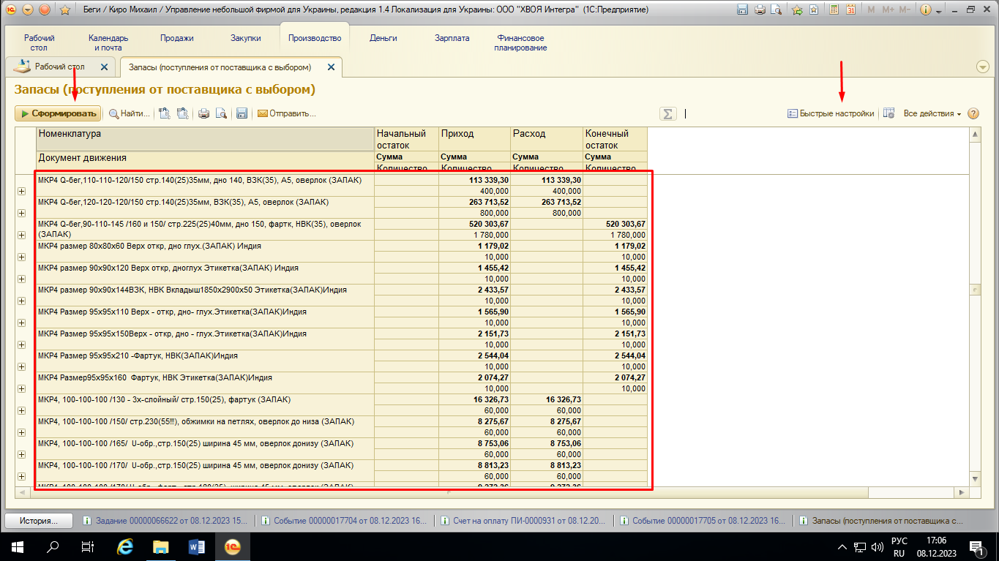 Беги / Киро Михаил / Управление небольшой фирмой для Украины, редакция 1.4 Локализация для Украины: ООО "ХВОЯ Интегра" (1С:Предприятие)
M M+ M-
Рабочий стол
Календарь и почта
Продажи
Закупки
Производство
Деньги
Зарплата
Финансовое планирование
Рабочий стол
Запасы (поступления от поставщика с выбором)
Запасы (поступления от поставщика с выбором)
Сформировать Найти... Отправить... Σ Быстрые настройки Все действия
Номенклатура Начальный остаток Приход Расход Конечный остаток
Документ движения Сумма Сумма Сумма Сумма
Количество Количество Количество Количество
МКР4 Q-бег,110-110-120/150 стр.140(25)35мм, дно 140, ВЗК(35), А5, оверлок (ЗАПАК) 113 339,30 113 339,30
400,000 400,000
МКР4 Q-бег,120-120-120/150 стр.140(25)35мм, ВЗК(35), А5, оверлок (ЗАПАК) 263 713,52 263 713,52
800,000 800,000
МКР4 Q-бег,90-110-145 /160 и 150/ стр.225(25)40мм, дно 150, фартк, НВК(35), оверлок 520 303,67 520 303,67
(ЗАПАК) 1 780,000 1 780,000
МКР4 размер 80х80х60 Верх откр, дно глух.(ЗАПАК) Индия 1 179,02 1 179,02
10,000 10,000
МКР4 размер 90х90х120 Верх откр, дноглух Этикетка(ЗАПАК) Индия 1 455,42 1 455,42
10,000 10,000
МКР4 размер 90х90х144ВЗК, НВК Вкладыш1850х2900х50 Этикетка(ЗАПАК)Индия 2 433,57 2 433,57
10,000 10,000
МКР4 Размер 95х95х110 Верх - откр, дно- глух.Этикетка(ЗАПАК)Индия 1 565,90 1 565,90
10,000 10,000
МКР4 Размер 95х95х150Верх - откр, дно - глух.Этикетка(ЗАПАК)Индия 2 151,73 2 151,73
10,000 10,000
МКР4 Размер 95х95х210 -Фартук, НВК(ЗАПАК)Индия 2 544,04 2 544,04
10,000 10,000
МКР4 Размер95х95х160 Фартук, НВК Этикетка(ЗАПАК)Индия 2 074,27 2 074,27
10,000 10,000
МКР4, 100-100-100 /130 - 3х-слойный/ стр.150(25), фартук (ЗАПАК) 16 326,73 16 326,73
60,000 60,000
МКР4, 100-100-100 /150/ стр.230(55!!!), обжимки на петлях, оверлок до низа (ЗАПАК) 8 275,67 8 275,67
60,000 60,000
МКР4, 100-100-100 /165/ U-обр.,стр.150(25) ширина 45 мм, оверлок донизу (ЗАПАК) 8 753,06 8 753,06
60,000 60,000
МКР4, 100-100-100 /170/ U-обр.,стр.150(25) ширина 45 мм, оверлок донизу (ЗАПАК) 8 813,23 8 813,23
60,000 60,000
История...
Задание 00000066622 от 08.12.2023 15...
Событие 00000017704 от 08.12.2023 16...
Счет на оплату ПИ-0000931 от 08.12.20...
Событие 00000017705 от 08.12.2023 16...
Запасы (поступления от поставщика с...
РУС 17:06
RU 08.12.2023 1